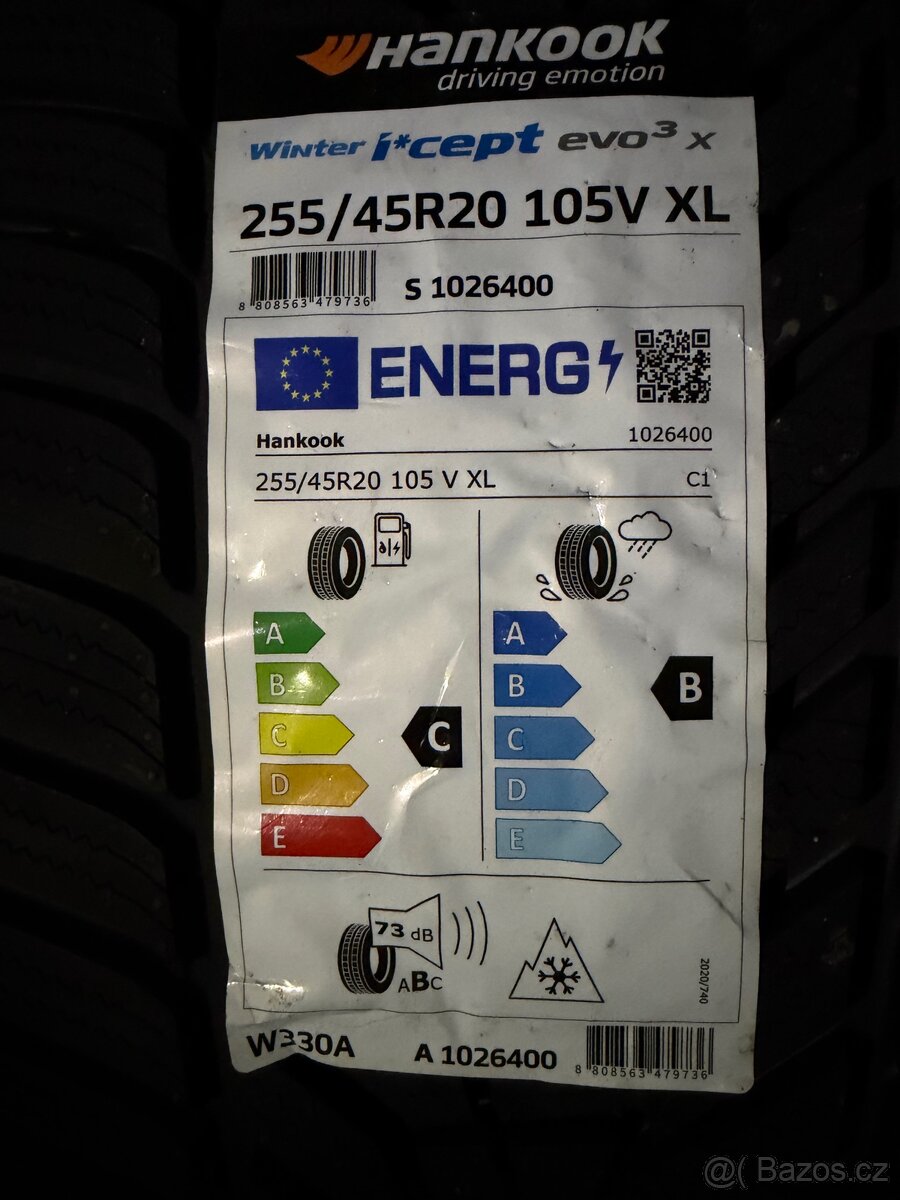 Hankook
driving emotion
Winter i*cept evo³ x
255/45R20 105V XL
8 808563 479736
S 1026400
ENERG
Hankook
1026400
255/45R20 105 V XL
C1
A
B
C
D
E
C
A
B
C
D
E
B
73 dB
ABC
2020/740
W330A
A 1026400
8 808563 479736
@( Bazos.cz